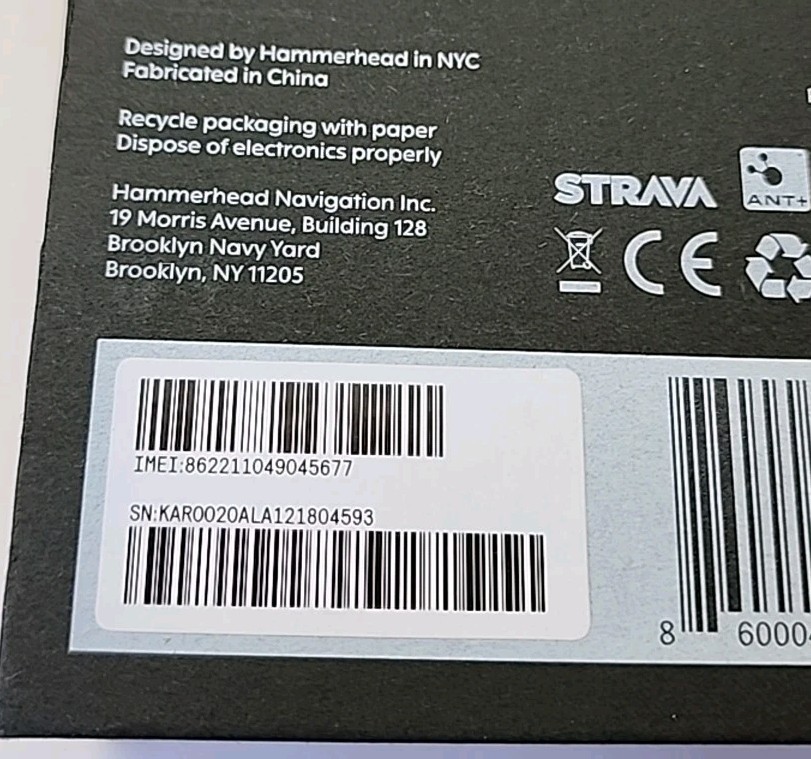 Designed by Hammerhead in NYC
Fabricated in China
Recycle packaging with paper
Dispose of electronics properly
Hammerhead Navigation Inc.
19 Morris Avenue, Building 128
Brooklyn Navy Yard
Brooklyn, NY 11205
STRAVA
ANT+
CE
IMEI:862211049045677
SN:KAR0020ALA121804593
8 6000